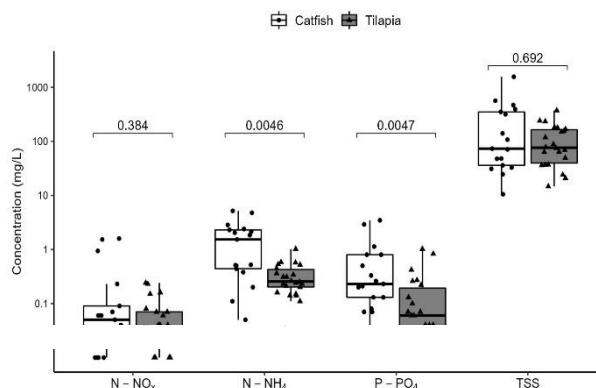 Catfish Tilapia
Concentration (mg/L)
1000
100
10
1
0.1
0.384
0.0046
0.0047
0.692
N – NOₓ
N – NH₄
P – PO₄
TSS